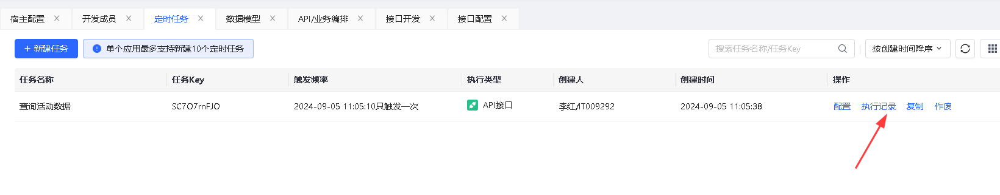 宿主配置 开发成员 定时任务 数据模型 API/业务编排 接口开发 接口配置
+ 新建任务 单个应用最多支持新建10个定时任务 搜索任务名称/任务Key 按创建时间降序
任务名称 任务Key 触发频率 执行类型 创建人 创建时间 操作
查询活动数据 SC7O7rnFJO 2024-09-05 11:05:10只触发一次 API接口 李红/IT009292 2024-09-05 11:05:38 配置 执行记录 复制 作废